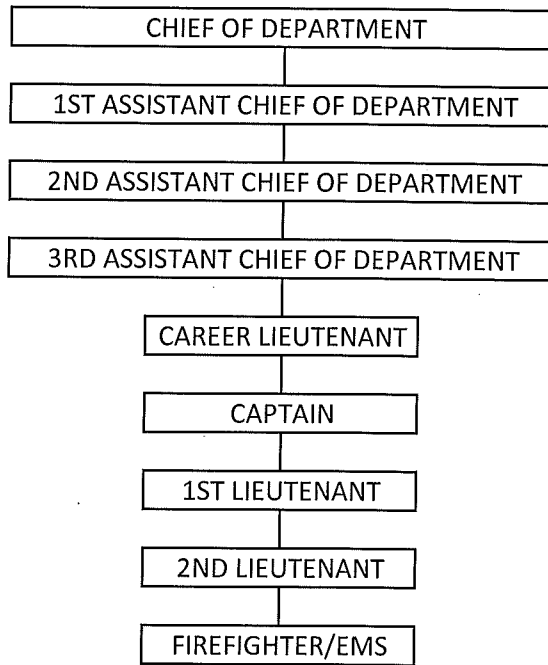 CHIEF OF DEPARTMENT
1ST ASSISTANT CHIEF OF DEPARTMENT
2ND ASSISTANT CHIEF OF DEPARTMENT
3RD ASSISTANT CHIEF OF DEPARTMENT
CAREER LIEUTENANT
CAPTAIN
1ST LIEUTENANT
2ND LIEUTENANT
FIREFIGHTER/EMS